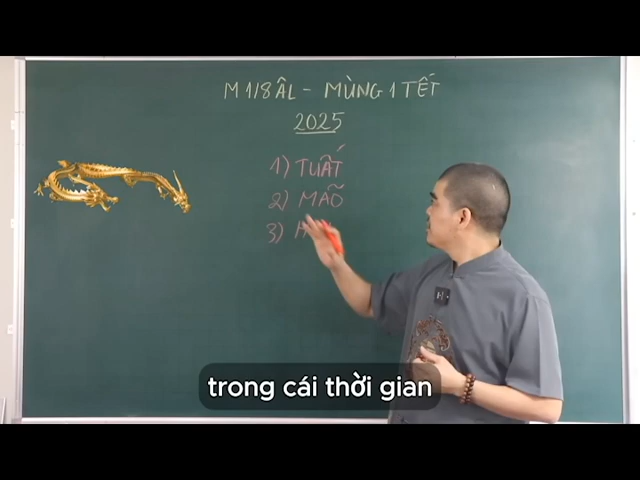 M 1/8 ÂL - MÙNG 1 TẾT
2025
1) TUẤT
2) MÃO
3)
trong cái thời gian